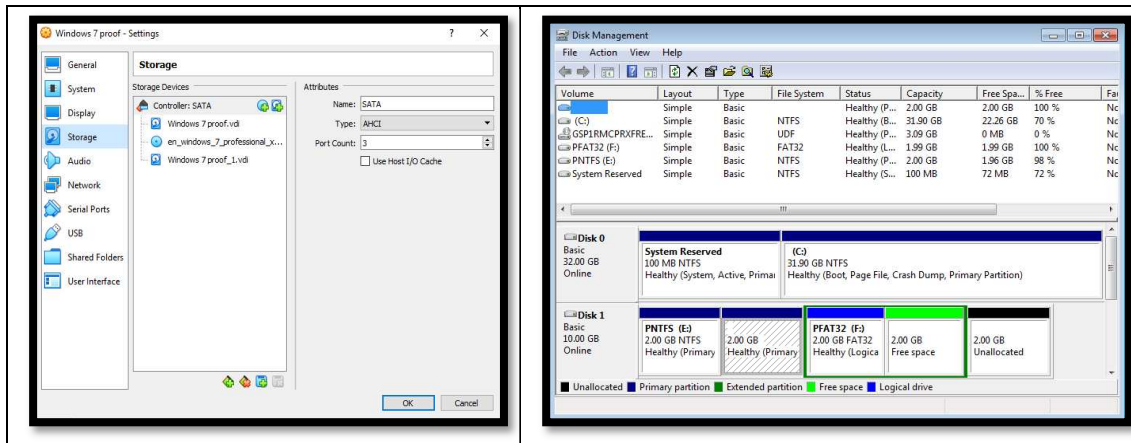 Windows 7 proof - Settings
? ×
General
System
Display
Storage
Audio
Network
Serial Ports
USB
Shared Folders
User Interface
Storage
Storage Devices
Controller: SATA
Windows 7 proof.vdi
en_windows_7_professional_x...
Windows 7 proof_1.vdi
Attributes
Name: SATA
Type: AHCI
Port Count: 3
Use Host I/O Cache
OK Cancel
Disk Management
File Action View Help
Volume Layout Type File System Status Capacity Free Spa... % Free Fau
Simple Basic Healthy (P... 2.00 GB 2.00 GB 100 % No
(C:) Simple Basic NTFS Healthy (B... 31.90 GB 22.26 GB 70 % No
GSP1RMCPRXFRE... Simple Basic UDF Healthy (P... 3.09 GB 0 MB 0 % No
PFAT32 (F:) Simple Basic FAT32 Healthy (L... 1.99 GB 1.99 GB 100 % No
PNTFS (E:) Simple Basic NTFS Healthy (P... 2.00 GB 1.96 GB 98 % No
System Reserved Simple Basic NTFS Healthy (S... 100 MB 72 MB 72 % No
Disk 0
Basic
32.00 GB
Online
System Reserved
100 MB NTFS
Healthy (System, Active, Primar
(C:)
31.90 GB NTFS
Healthy (Boot, Page File, Crash Dump, Primary Partition)
Disk 1
Basic
10.00 GB
Online
PNTFS (E:)
2.00 GB NTFS
Healthy (Primary
2.00 GB
Healthy (Primary
PFAT32 (F:)
2.00 GB FAT32
Healthy (Logica
2.00 GB
Free space
2.00 GB
Unallocated
Unallocated Primary partition Extended partition Free space Logical drive